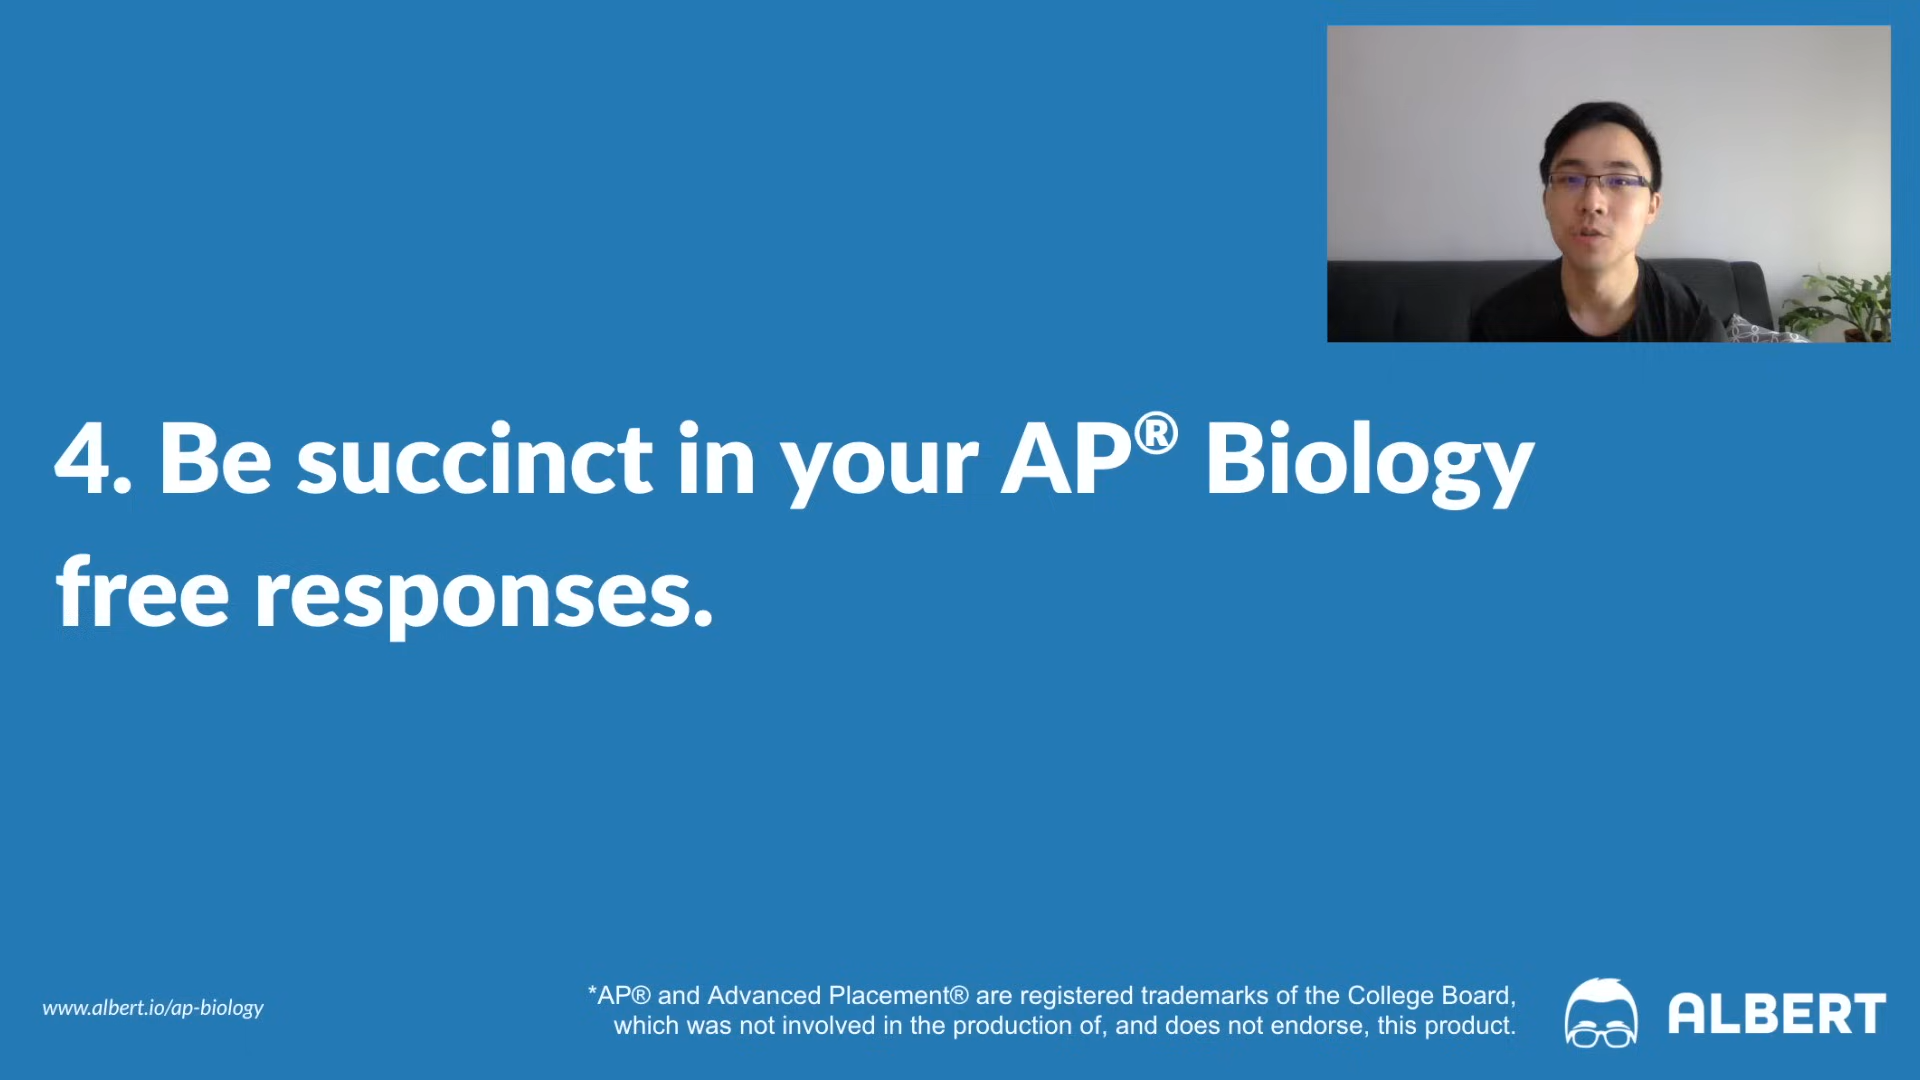 4. Be succinct in your AP® Biology
free responses.
www.albert.io/ap-biology
*AP® and Advanced Placement® are registered trademarks of the College Board,
which was not involved in the production of, and does not endorse, this product.
ALBERT